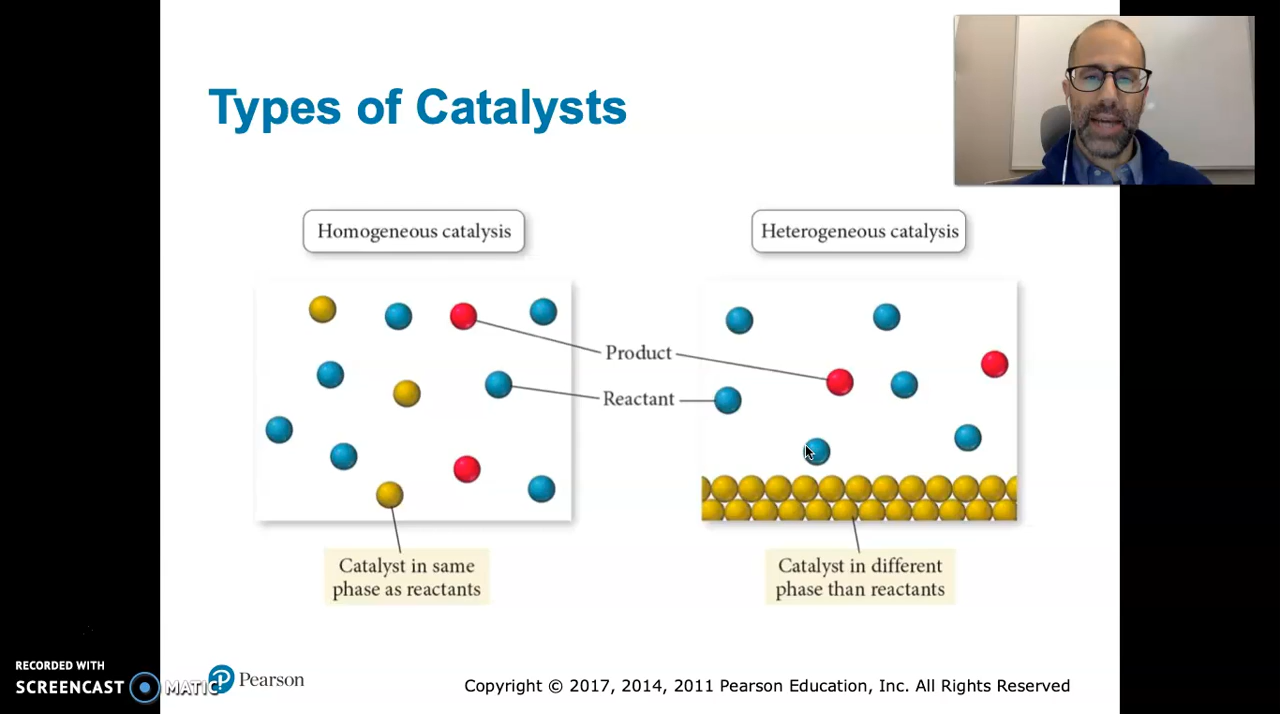 Types of Catalysts
Homogeneous catalysis
Heterogeneous catalysis
Product
Reactant
Catalyst in same
phase as reactants
Catalyst in different
phase than reactants
RECORDED WITH
SCREENCAST MATIC
Pearson
Copyright © 2017, 2014, 2011 Pearson Education, Inc. All Rights Reserved